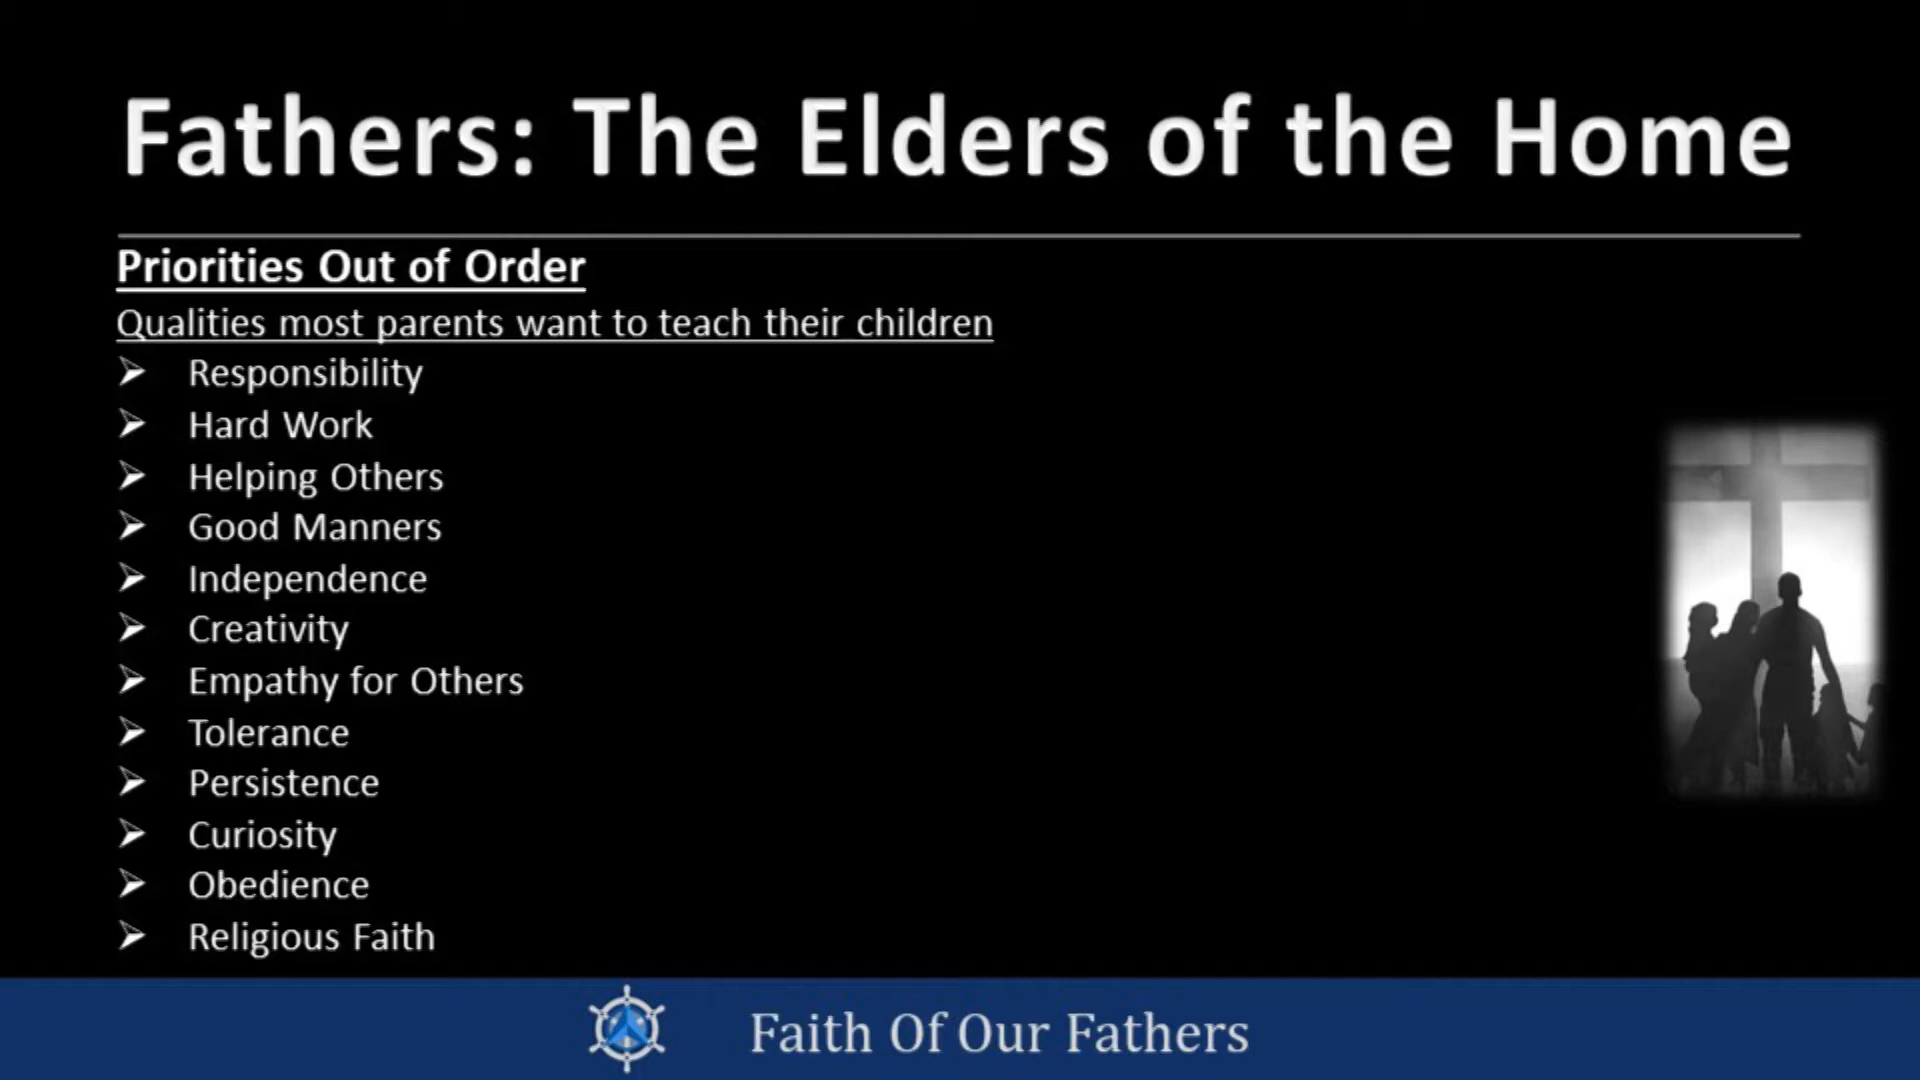 Fathers: The Elders of the Home
Priorities Out of Order
Qualities most parents want to teach their children
Responsibility
Hard Work
Helping Others
Good Manners
Independence
Creativity
Empathy for Others
Tolerance
Persistence
Curiosity
Obedience
Religious Faith
Faith Of Our Fathers